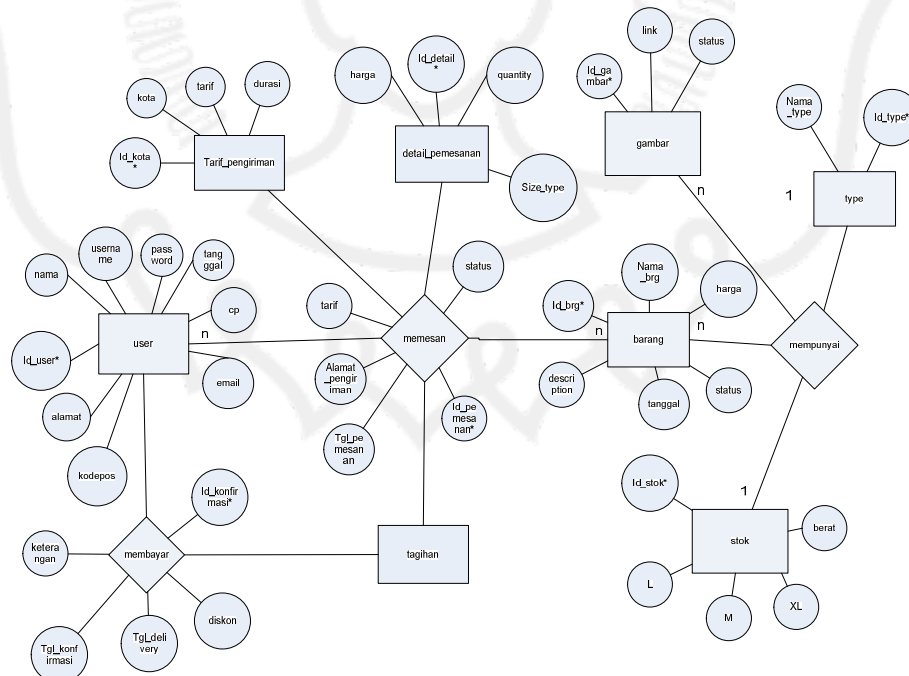 link
status
Id_ga
mbar*
gambar
Id_detail
*
harga
quantity
detail_pemesanan
Size_type
kota
tarif
durasi
Id_kota
*
Tarif_pengiriman
Nama
_type
Id_type*
type
n
1
nama
userna
me
pass
word
tang
ggal
cp
user
n
Id_user*
email
alamat
kodepos
status
tarif
memesan
Alamat
_pengir
iman
Tgl_pe
mesan
an
Id_pe
mesa
nan*
Nama
_brg
Id_brg*
harga
n
barang
n
descri
ption
tanggal
status
mempunyai
Id_konfir
masi*
ketera
ngan
membayar
tagihan
Tgl_konf
irmasi
Tgl_deli
very
diskon
1
Id_stok*
stok
berat
L
M
XL